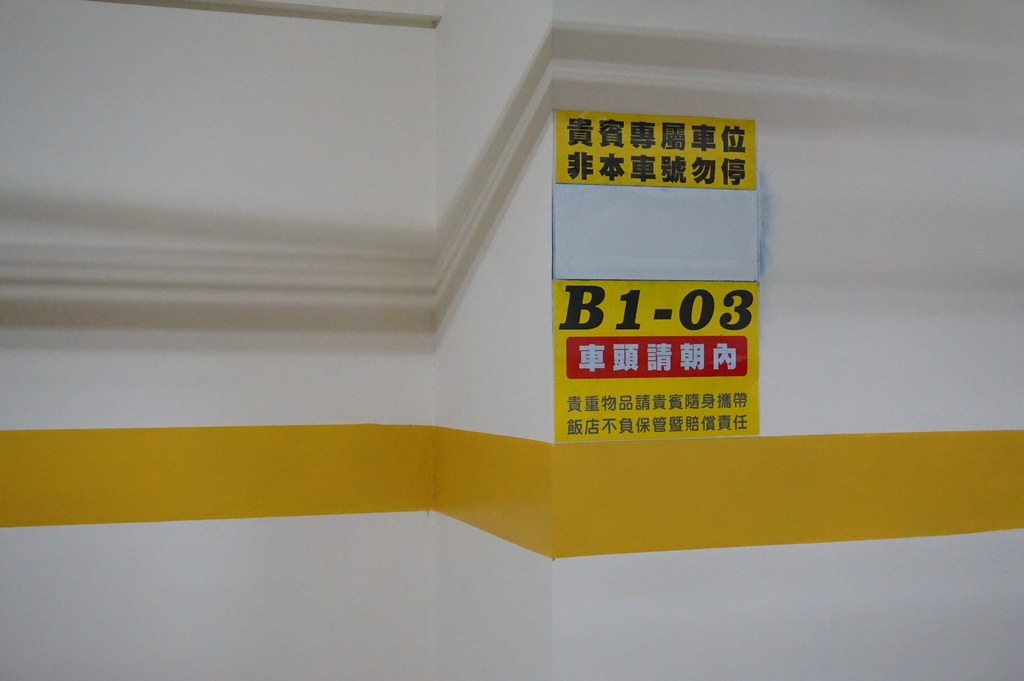 貴賓專屬車位
非本車號勿停
B1-03
車頭請朝內
貴重物品請貴賓隨身攜帶
飯店不負保管暨賠償責任